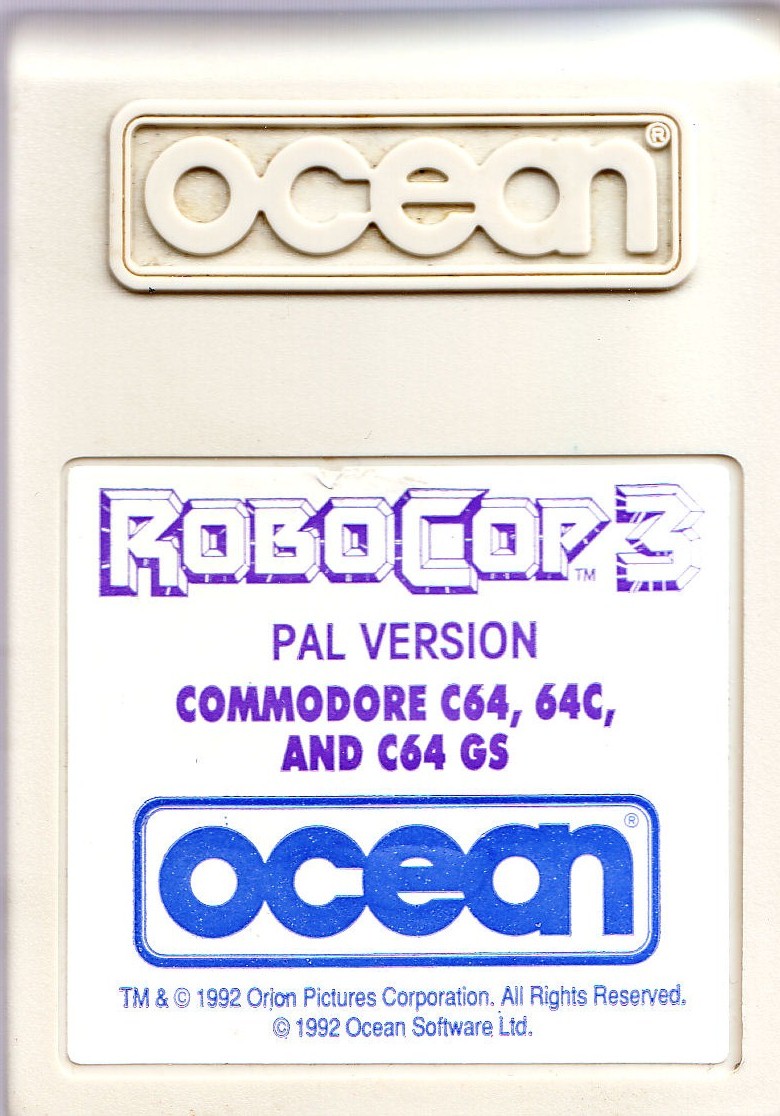 ocean®
ROBOCOP 3™
PAL VERSION
COMMODORE C64, 64C,
AND C64 GS
ocean®
TM & © 1992 Orion Pictures Corporation. All Rights Reserved.
© 1992 Ocean Software Ltd.